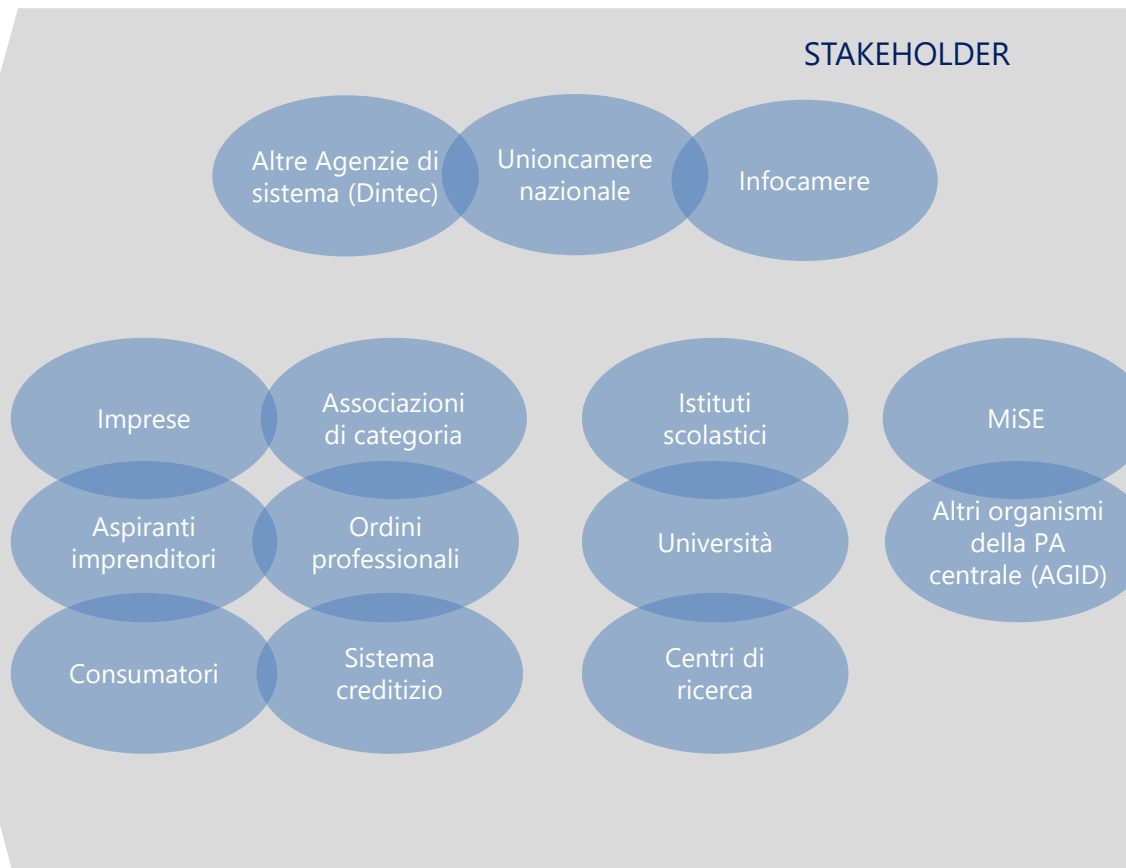 STAKEHOLDER
Altre Agenzie di
sistema (Dintec)
Unioncamere
nazionale
Infocamere
Imprese
Associazioni
di categoria
Istituti
scolastici
MiSE
Aspiranti
imprenditori
Ordini
professionali
Università
Altri organismi
della PA
centrale (AGID)
Consumatori
Sistema
creditizio
Centri di
ricerca